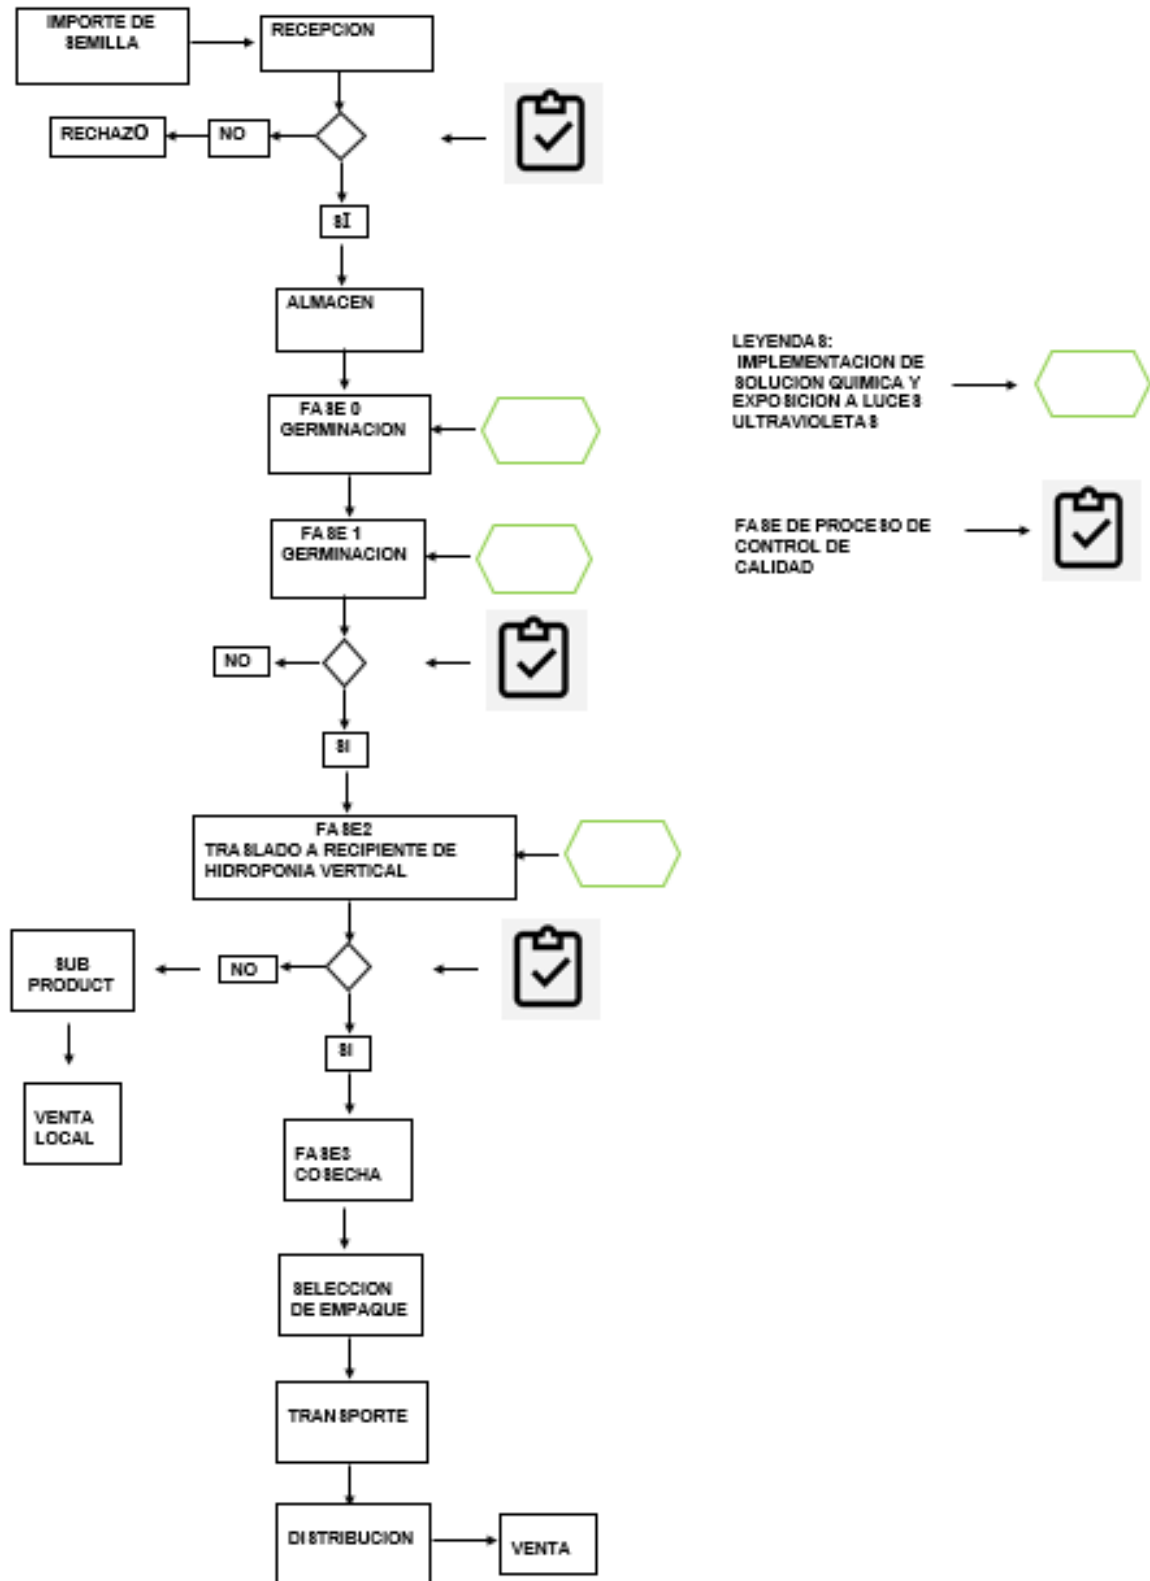 IMPORTE DE
SEMILLA
RECEPCION
RECHAZO
NO
SI
ALMACEN
LEYENDAS:
IMPLEMENTACION DE
SOLUCION QUIMICA Y
EXPOSICION A LUCES
ULTRAVIOLETAS
FASE 0
GERMINACION
FASE 1
GERMINACION
FASE DE PROCESO DE
CONTROL DE
CALIDAD
NO
SI
FASE2
TRASLADO A RECIPIENTE DE
HIDROPONIA VERTICAL
SUB
PRODUCT
NO
SI
VENTA
LOCAL
FASE3
COSECHA
SELECCION
DE EMPAQUE
TRANSPORTE
DISTRIBUCION
VENTA